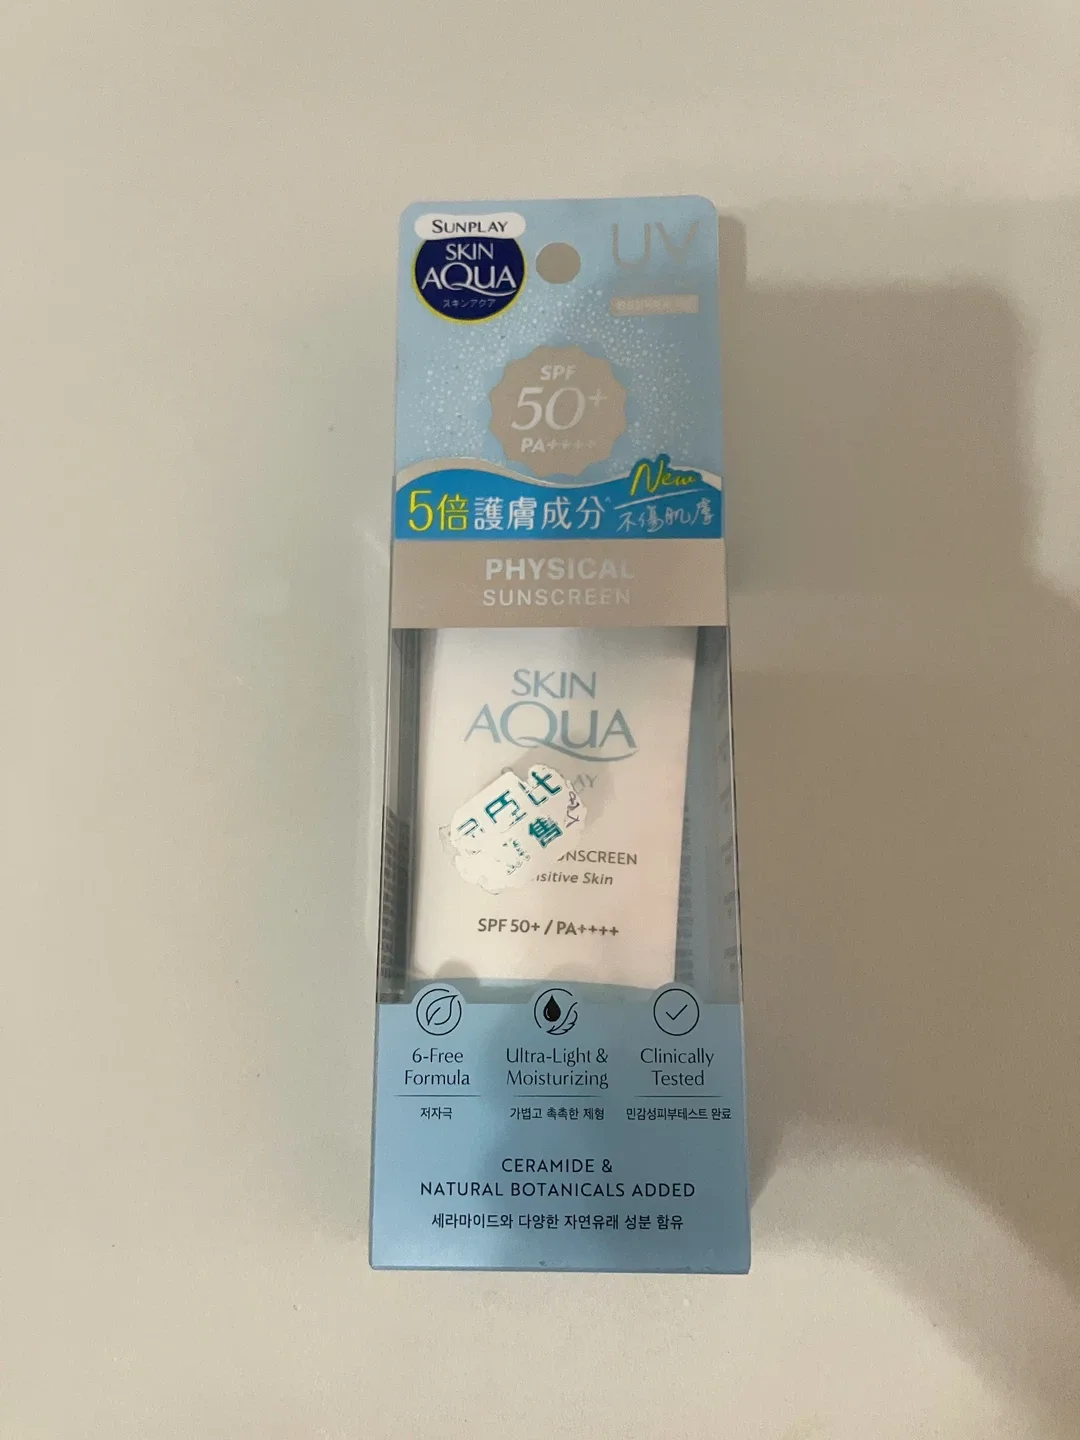 SUNPLAY
SKIN
AQUA
スキンアクア
UV
SPF
50+
PA++++
New
5倍護膚成分^
不傷肌膚
PHYSICAL
SUNSCREEN
SKIN
AQUA
SUNSCREEN
Sensitive Skin
SPF 50+ / PA++++
6-Free
Formula
저자극
Ultra-Light &
Moisturizing
가볍고 촉촉한 제형
Clinically
Tested
민감성피부테스트 완료
CERAMIDE &
NATURAL BOTANICALS ADDED
세라마이드와 다양한 자연유래 성분 함유